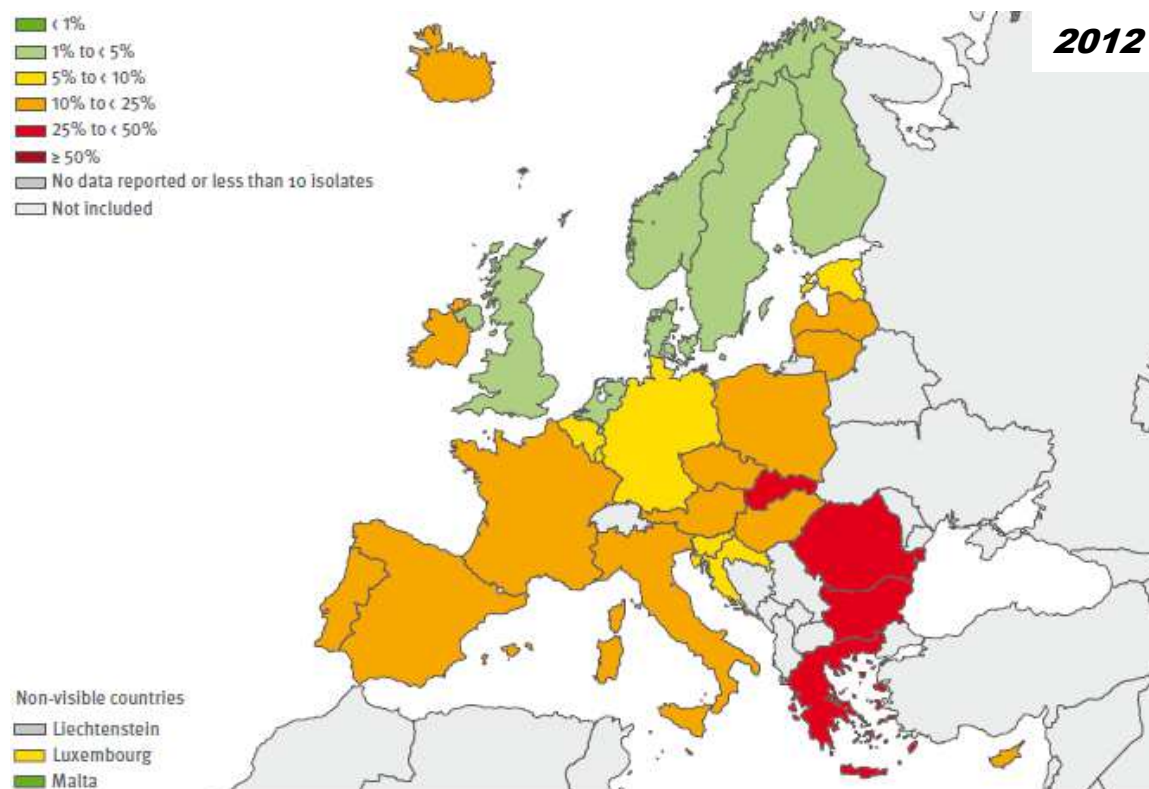 < 1%
1% to < 5%
5% to < 10%
10% to < 25%
25% to < 50%
≥ 50%
No data reported or less than 10 isolates
Not included
2012
Non-visible countries
Liechtenstein
Luxembourg
Malta